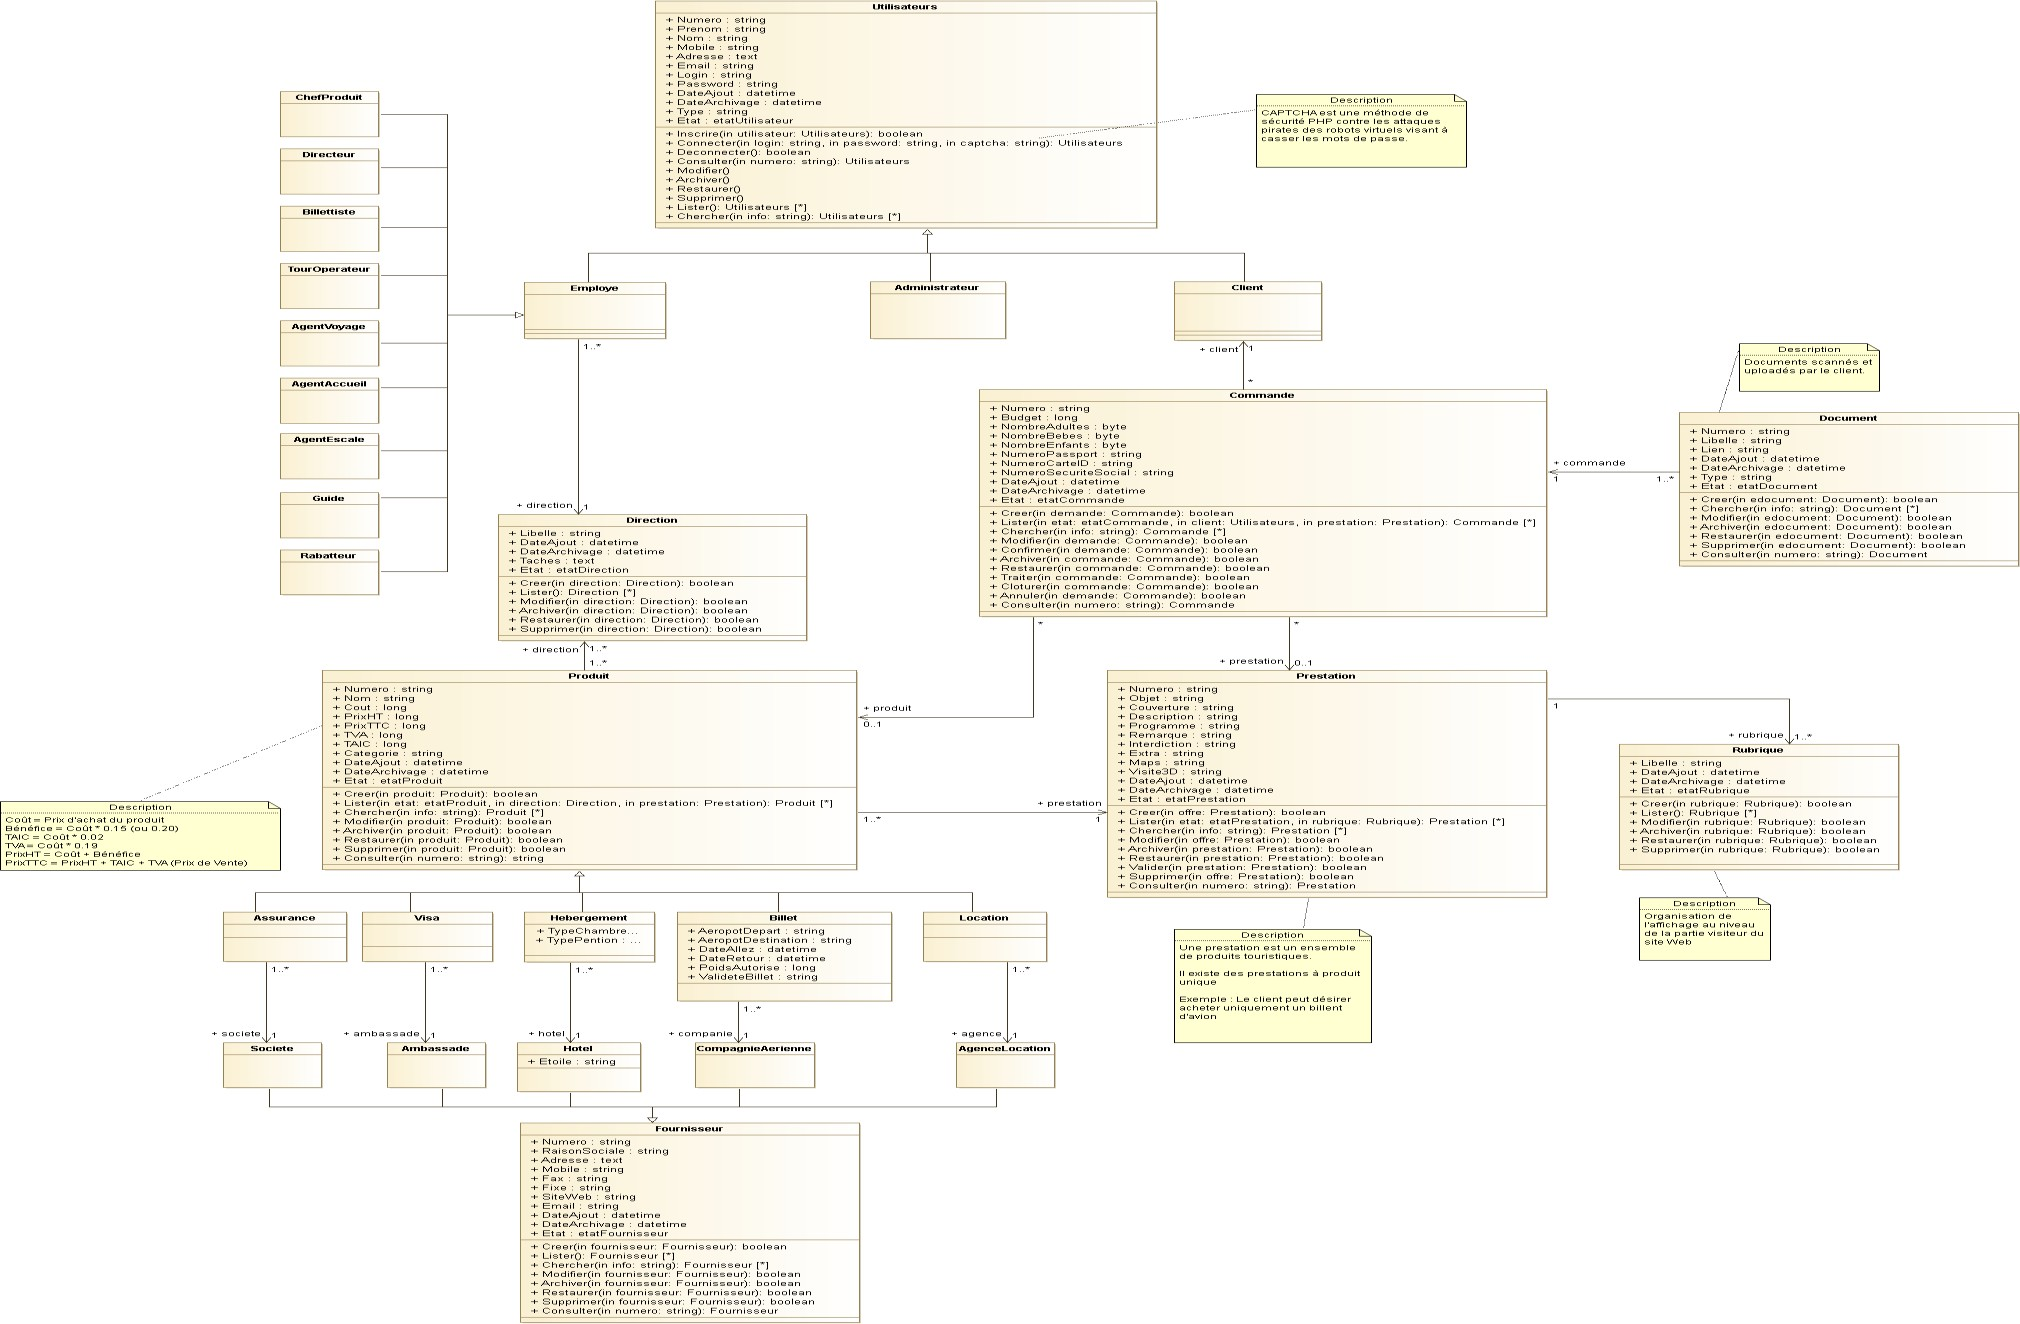 Utilisateurs
+ Numero : string
+ Prenom : string
+ Nom : string
+ Mobile : string
+ Adresse : text
+ Email : string
+ Login : string
+ Password : string
+ DateAjout : datetime
+ DateArchivage : datetime
+ Type : string
+ Etat : etatUtilisateur
+ Inscrire(in utilisateur: Utilisateurs): boolean
+ Connecter(in login: string, in password: string, in captcha: string): Utilisateurs
+ Deconnecter(): boolean
+ Consulter(in numero: string): Utilisateurs
+ Modifier()
+ Archiver()
+ Restaurer()
+ Supprimer()
+ Lister(): Utilisateurs [*]
+ Chercher(in info: string): Utilisateurs [*]
Description
CAPTCHA est une méthode de
sécurité PHP contre les attaques
pirates des robots virtuels visant à
casser les mots de passe.
ChefProduit
Directeur
Billettiste
TourOperateur
AgentVoyage
AgentAccueil
AgentEscale
Guide
Rabatteur
Employe
Administrateur
Client
1..*
+ client
1
*
+ direction
1
Commande
+ Numero : string
+ Budget : long
+ NombreAdultes : byte
+ NombreBebes : byte
+ NombreEnfants : byte
+ NumeroPassport : string
+ NumeroCarteID : string
+ NumeroSecuriteSocial : string
+ DateAjout : datetime
+ DateArchivage : datetime
+ Etat : etatCommande
+ Creer(in demande: Commande): boolean
+ Lister(in etat: etatCommande, in client: Utilisateurs, in prestation: Prestation): Commande [*]
+ Chercher(in info: string): Commande [*]
+ Modifier(in demande: Commande): boolean
+ Confirmer(in demande: Commande): boolean
+ Archiver(in commande: Commande): boolean
+ Restaurer(in commande: Commande): boolean
+ Traiter(in commande: Commande): boolean
+ Cloturer(in commande: Commande): boolean
+ Annuler(in demande: Commande): boolean
+ Consulter(in numero: string): Commande
Description
Documents scannés et
uploadés par le client.
+ commande
1
1..*
Document
+ Numero : string
+ Libelle : string
+ Lien : string
+ DateAjout : datetime
+ DateArchivage : datetime
+ Type : string
+ Etat : etatDocument
+ Creer(in edocument: Document): boolean
+ Chercher(in info: string): Document [*]
+ Modifier(in edocument: Document): boolean
+ Archiver(in edocument: Document): boolean
+ Restaurer(in edocument: Document): boolean
+ Supprimer(in edocument: Document): boolean
+ Consulter(in numero: string): Document
Direction
+ Libelle : string
+ DateAjout : datetime
+ DateArchivage : datetime
+ Taches : text
+ Etat : etatDirection
+ Creer(in direction: Direction): boolean
+ Lister(): Direction [*]
+ Modifier(in direction: Direction): boolean
+ Archiver(in direction: Direction): boolean
+ Restaurer(in direction: Direction): boolean
+ Supprimer(in direction: Direction): boolean
+ direction
1..*
1..*
*
*
+ prestation
0..1
Produit
+ Numero : string
+ Nom : string
+ Cout : long
+ PrixHT : long
+ PrixTTC : long
+ TVA : long
+ TAIC : long
+ Categorie : string
+ DateAjout : datetime
+ DateArchivage : datetime
+ Etat : etatProduit
+ Creer(in produit: Produit): boolean
+ Lister(in etat: etatProduit, in direction: Direction, in prestation: Prestation): Produit [*]
+ Chercher(in info: string): Produit [*]
+ Modifier(in produit: Produit): boolean
+ Archiver(in produit: Produit): boolean
+ Restaurer(in produit: Produit): boolean
+ Supprimer(in produit: Produit): boolean
+ Consulter(in numero: string): string
+ produit
0..1
+ prestation
1..*
1
Prestation
+ Numero : string
+ Objet : string
+ Couverture : string
+ Description : string
+ Programme : string
+ Remarque : string
+ Interdiction : string
+ Extra : string
+ Maps : string
+ Visite3D : string
+ DateAjout : datetime
+ DateArchivage : datetime
+ Etat : etatPrestation
+ Creer(in offre: Prestation): boolean
+ Lister(in etat: etatPrestation, in rubrique: Rubrique): Prestation [*]
+ Chercher(in info: string): Prestation [*]
+ Modifier(in offre: Prestation): boolean
+ Archiver(in prestation: Prestation): boolean
+ Restaurer(in prestation: Prestation): boolean
+ Valider(in prestation: Prestation): boolean
+ Supprimer(in offre: Prestation): boolean
+ Consulter(in numero: string): Prestation
1
+ rubrique
1..*
Rubrique
+ Libelle : string
+ DateAjout : datetime
+ DateArchivage : datetime
+ Etat : etatRubrique
+ Creer(in rubrique: Rubrique): boolean
+ Lister(): Rubrique [*]
+ Modifier(in rubrique: Rubrique): boolean
+ Archiver(in rubrique: Rubrique): boolean
+ Restaurer(in rubrique: Rubrique): boolean
+ Supprimer(in rubrique: Rubrique): boolean
Description
Coût = Prix d'achat du produit
Bénéfice = Coût * 0.15 (ou 0.20)
TAIC = Coût * 0.02
TVA = Coût * 0.19
PrixHT = Coût + Bénéfice
PrixTTC = PrixHT + TAIC + TVA (Prix de Vente)
Description
Organisation de
l'affichage au niveau
de la partie visiteur du
site Web
Description
Une prestation est un ensemble
de produits touristiques.
Il existe des prestations à produit
unique
Exemple : Le client peut désirer
acheter uniquement un billent
d'avion
Assurance
Visa
Hebergement
+ TypeChambre...
+ TypePention : ...
Billet
+ AeropotDepart : string
+ AeropotDestination : string
+ DateAllez : datetime
+ DateRetour : datetime
+ PoidsAutorise : long
+ ValideteBillet : string
Location
1..*
1..*
1..*
1..*
1..*
+ societe
1
+ ambassade
1
+ hotel
1
+ companie
1
+ agence
1
Societe
Ambassade
Hotel
+ Etoile : string
CompagnieAerienne
AgenceLocation
Fournisseur
+ Numero : string
+ RaisonSociale : string
+ Adresse : text
+ Mobile : string
+ Fax : string
+ Fixe : string
+ SiteWeb : string
+ Email : string
+ DateAjout : datetime
+ DateArchivage : datetime
+ Etat : etatFournisseur
+ Creer(in fournisseur: Fournisseur): boolean
+ Lister(): Fournisseur [*]
+ Chercher(in info: string): Fournisseur [*]
+ Modifier(in fournisseur: Fournisseur): boolean
+ Archiver(in fournisseur: Fournisseur): boolean
+ Restaurer(in fournisseur: Fournisseur): boolean
+ Supprimer(in fournisseur: Fournisseur): boolean
+ Consulter(in numero: string): Fournisseur